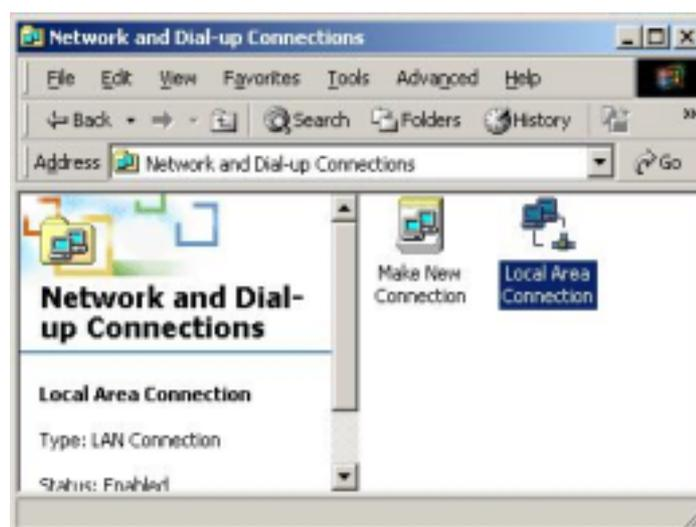 Network and Dial-up Connections
File Edit View Favorites Tools Advanced Help
Back Search Folders History »
Address Network and Dial-up Connections Go
Network and Dial-
up Connections
Local Area Connection
Type: LAN Connection
Status: Enabled
Make New
Connection
Local Area
Connection